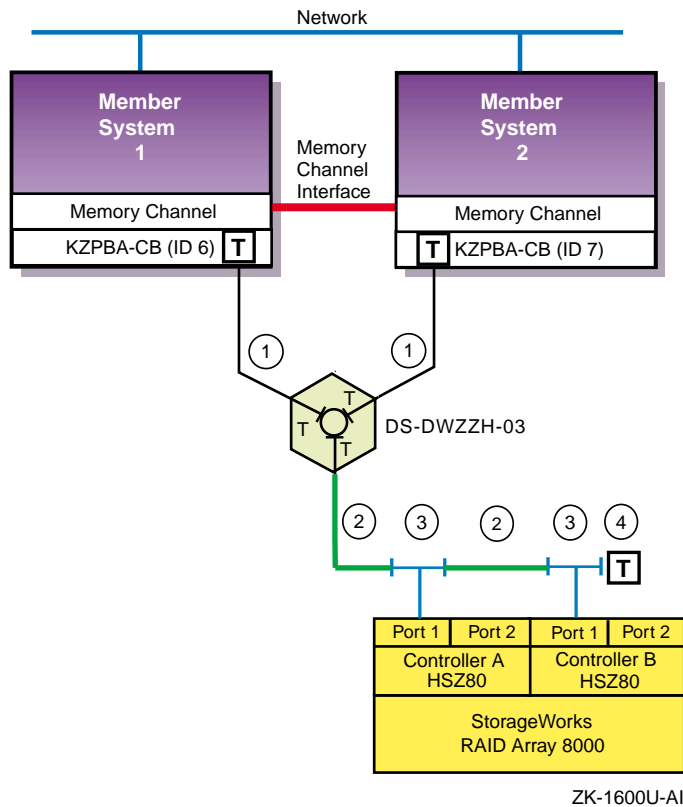 Network
Member
System
1
Member
System
2
Memory
Channel
Interface
Memory Channel
Memory Channel
KZPBA-CB (ID 6)
T
T
KZPBA-CB (ID 7)
1
1
T
T
T
DS-DWZZH-03
2
3
2
3
4
T
Port 1
Port 2
Port 1
Port 2
Controller A
HSZ80
Controller B
HSZ80
StorageWorks
RAID Array 8000
ZK-1600U-AI